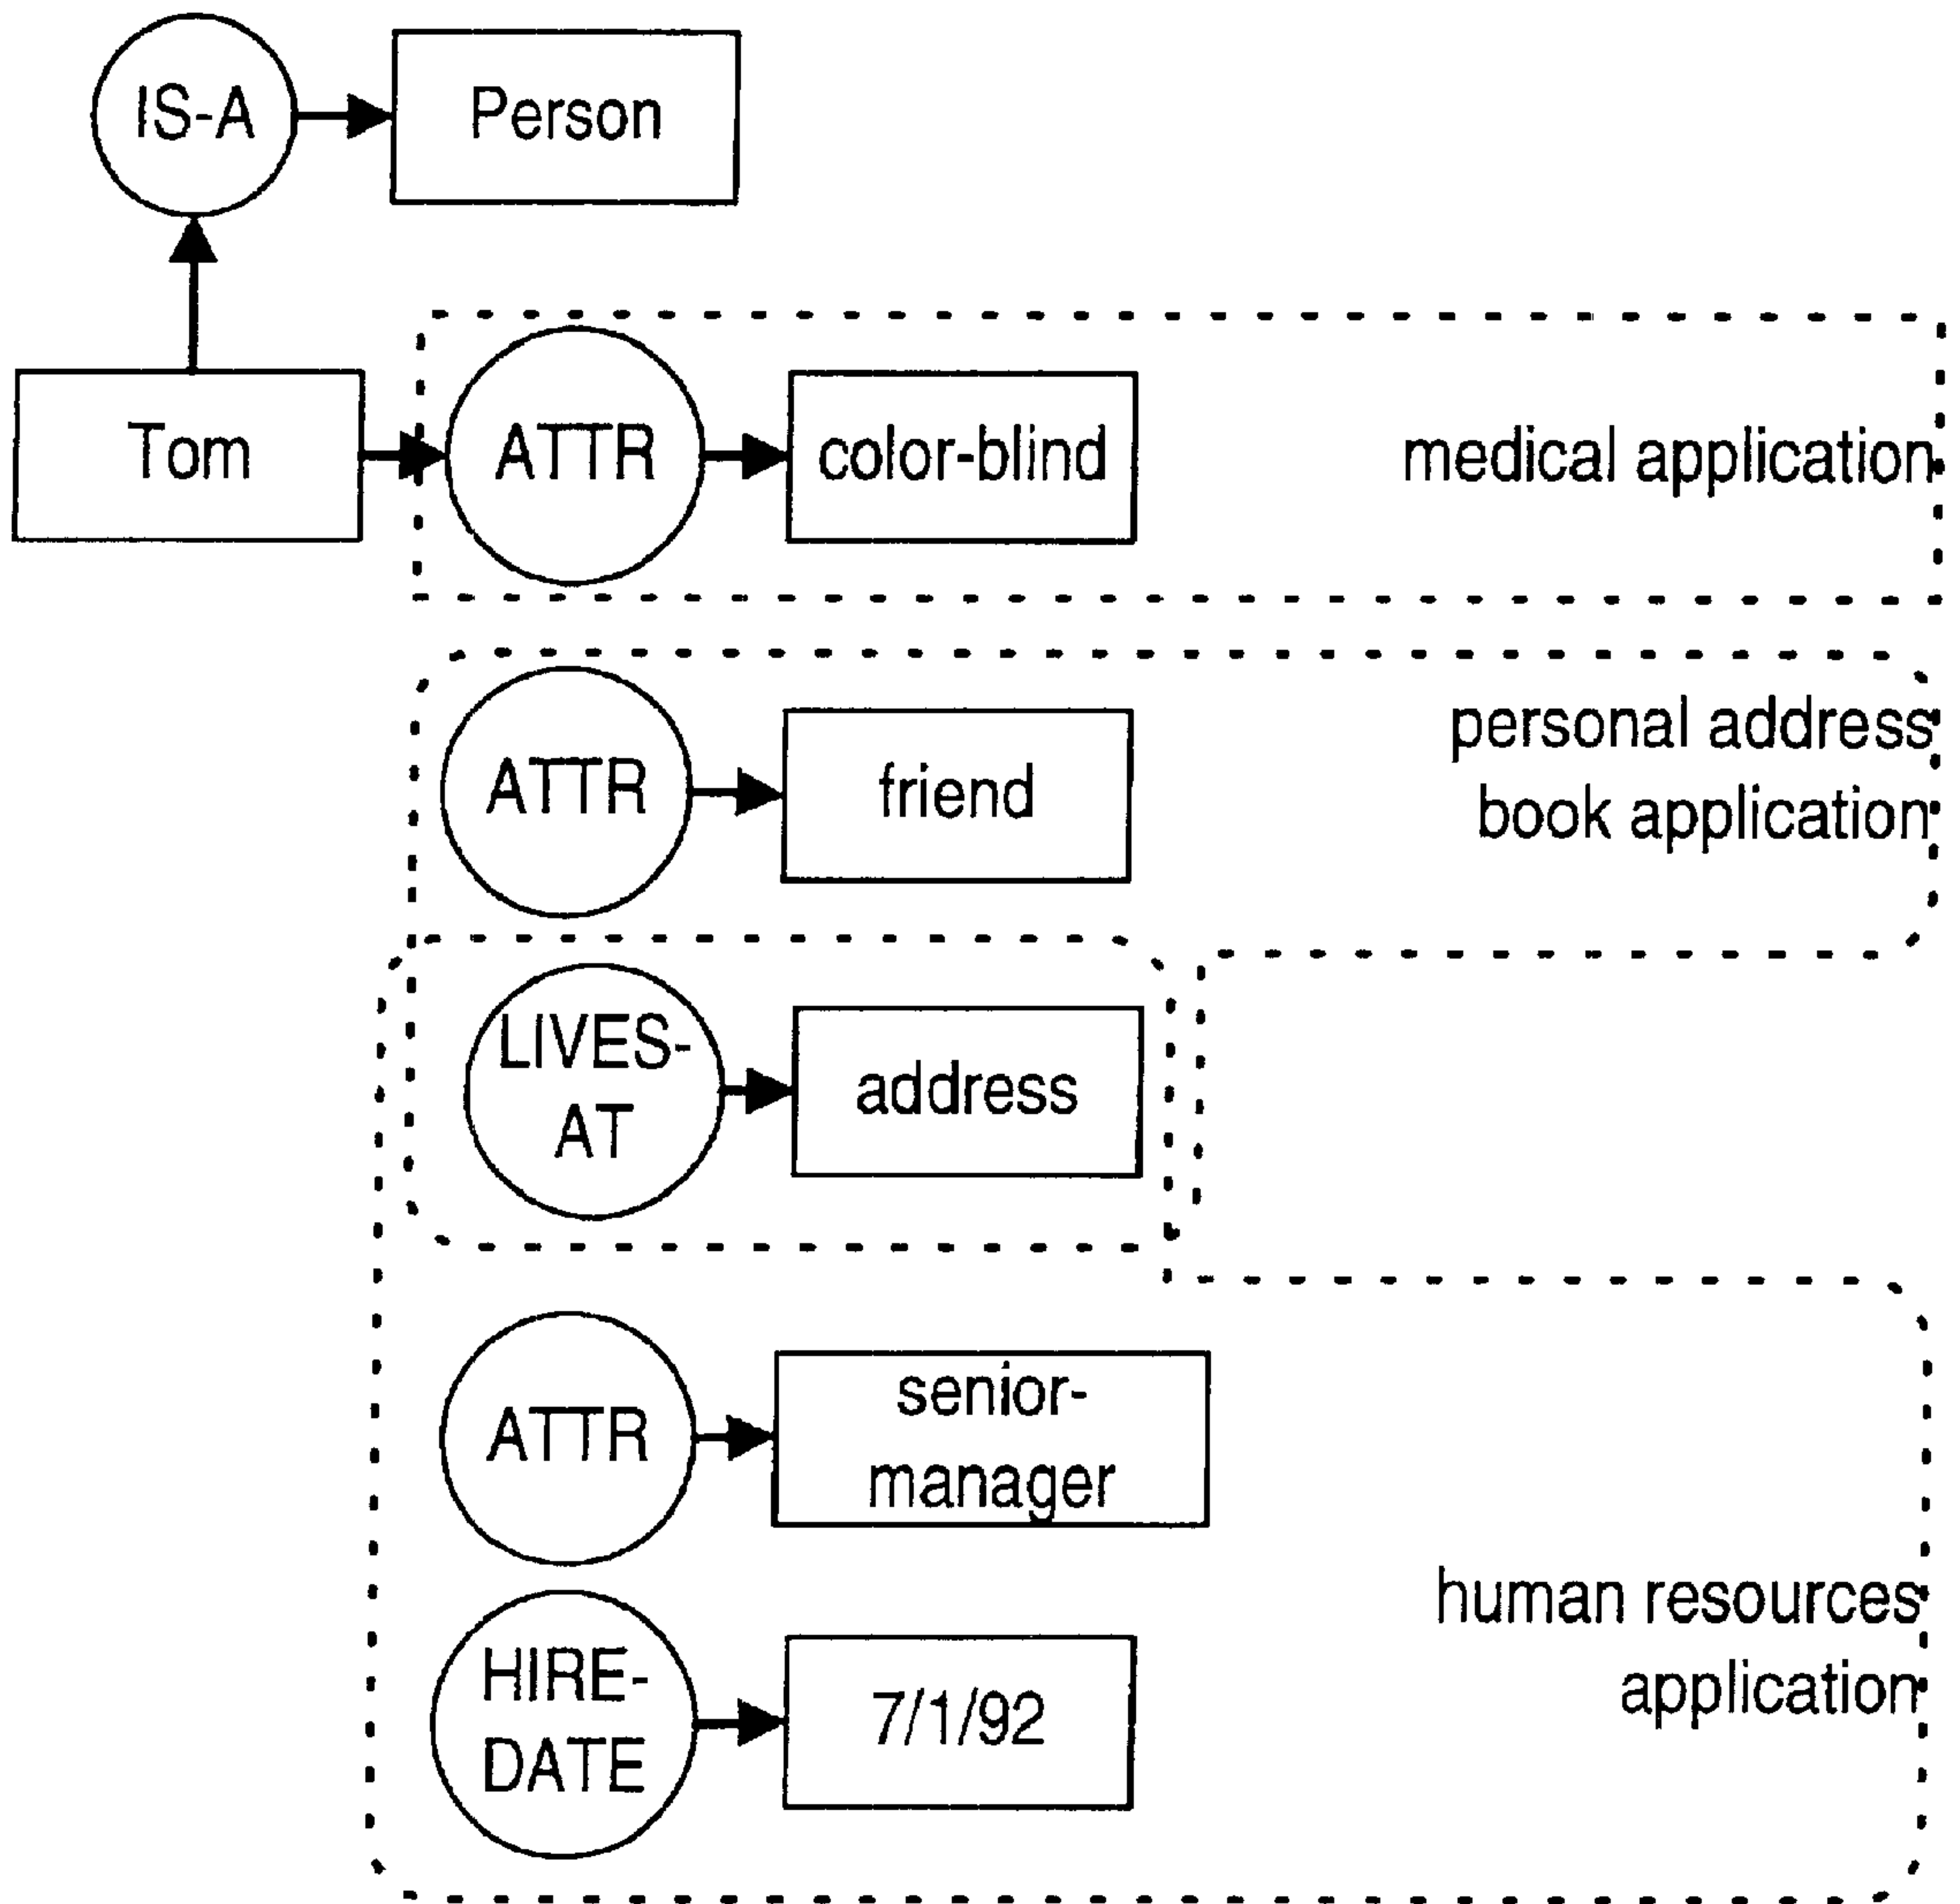 IS-A
Person
Tom
ATTR
color-blind
medical application
ATTR
friend
personal address
book application
LIVES-
AT
address
ATTR
senior-
manager
HIRE-
DATE
7/1/92
human resources
application